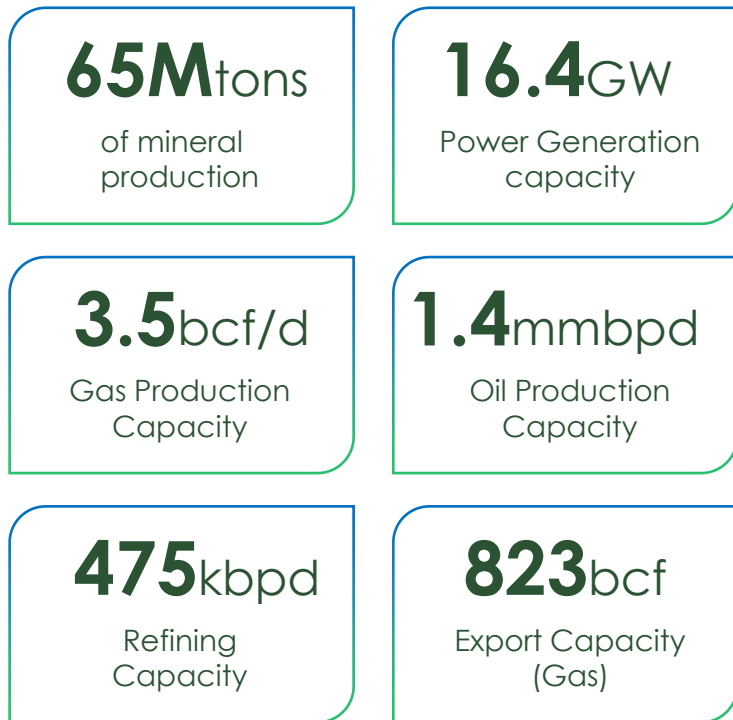 65Mtons
of mineral
production
16.4GW
Power Generation
capacity
3.5bcf/d
Gas Production
Capacity
1.4mmbpd
Oil Production
Capacity
475kbpd
Refining
Capacity
823bcf
Export Capacity
(Gas)